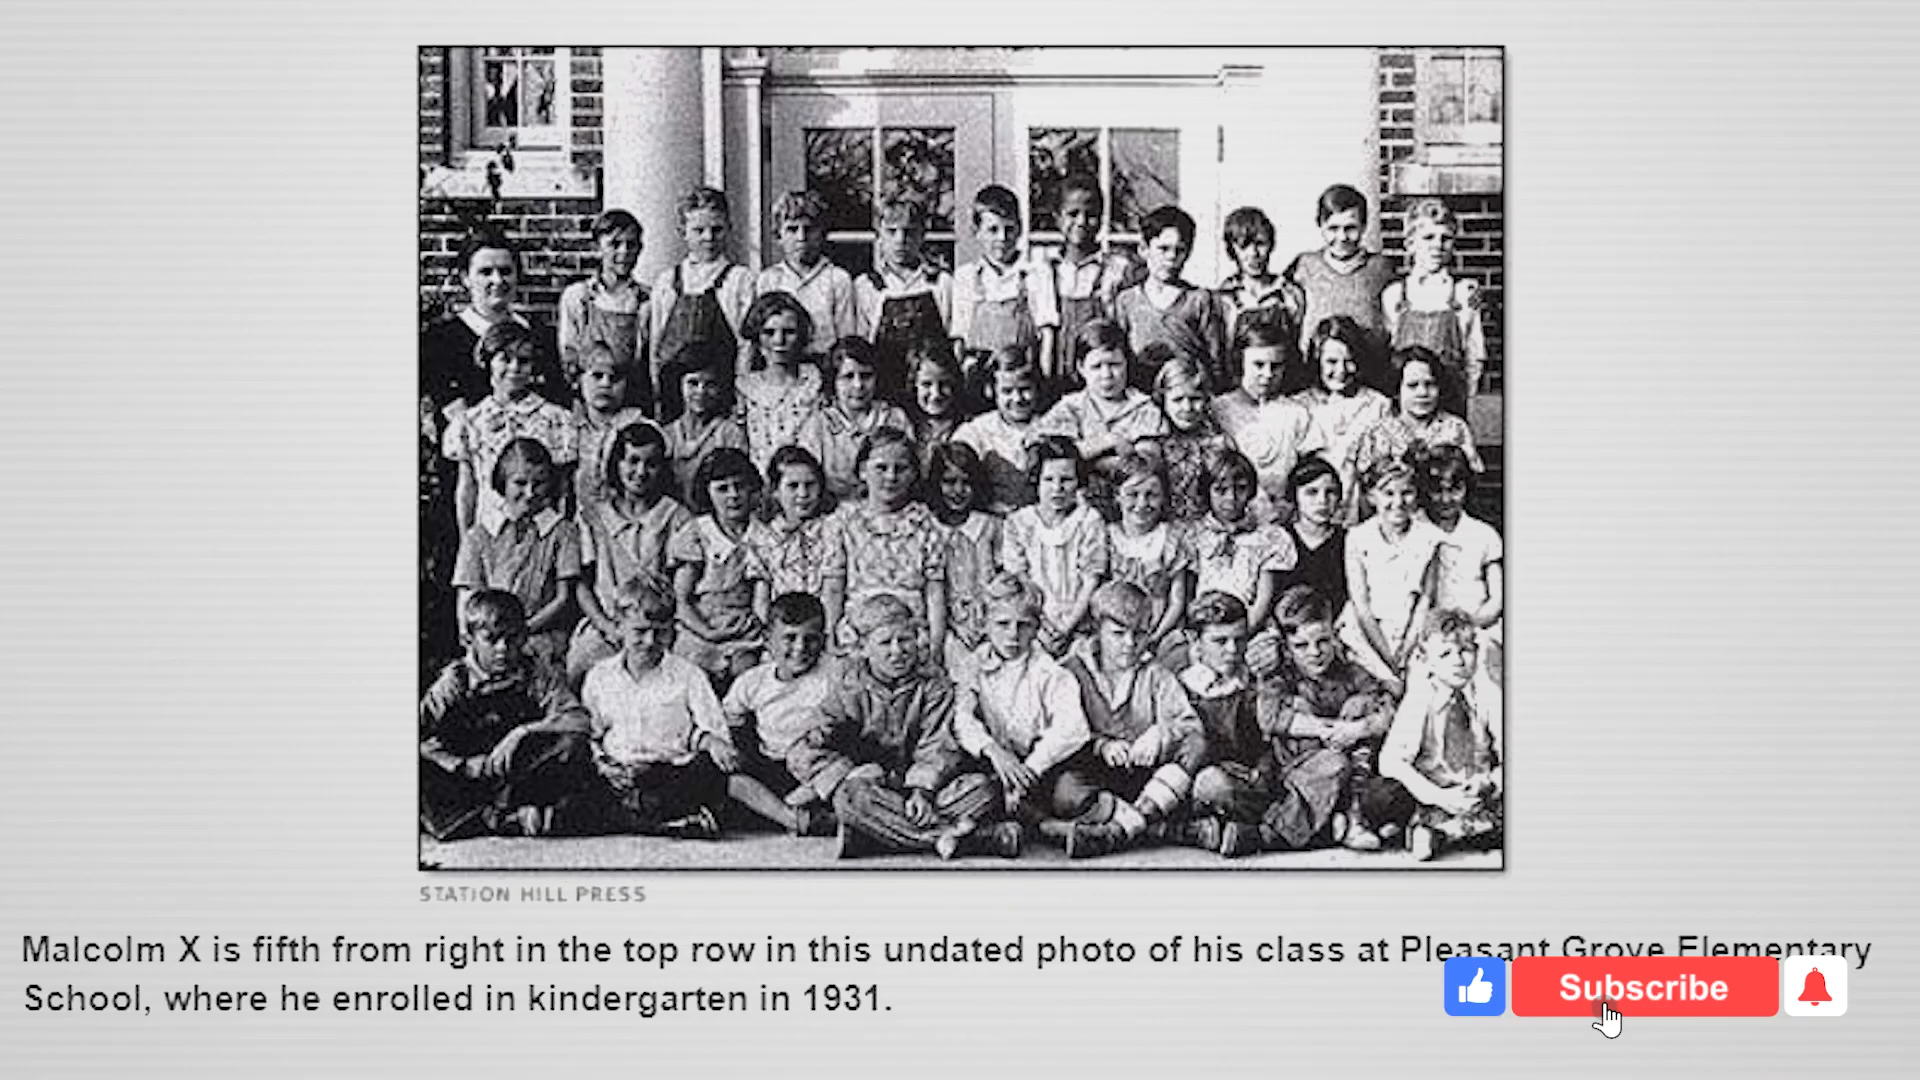 STATION HILL PRESS
Malcolm X is fifth from right in the top row in this undated photo of his class at Pleasant Grove Elementary
School, where he enrolled in kindergarten in 1931.
Subscribe